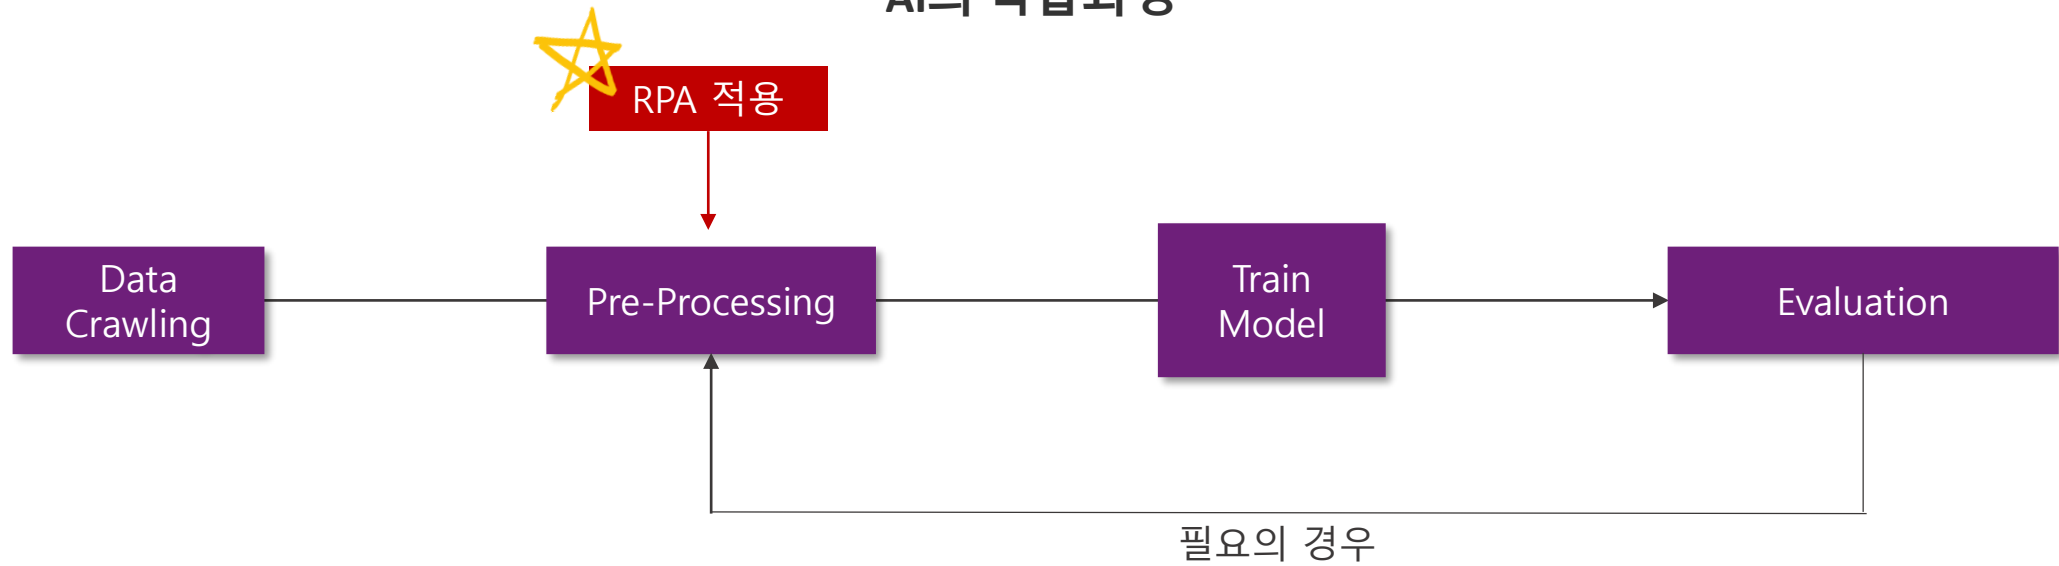 RPA 적용
Data
Crawling
Pre-Processing
Train
Model
Evaluation
필요의 경우